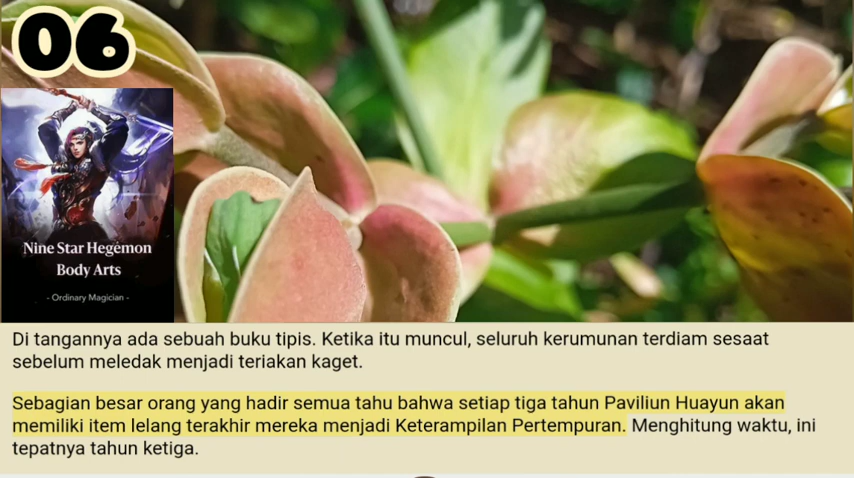 06
Nine Star Hegemon
Body Arts
- Ordinary Magician -
Di tangannya ada sebuah buku tipis. Ketika itu muncul, seluruh kerumunan terdiam sesaat
sebelum meledak menjadi teriakan kaget.
Sebagian besar orang yang hadir semua tahu bahwa setiap tiga tahun Paviliun Huayun akan
memiliki item lelang terakhir mereka menjadi Keterampilan Pertempuran. Menghitung waktu, ini
tepatnya tahun ketiga.